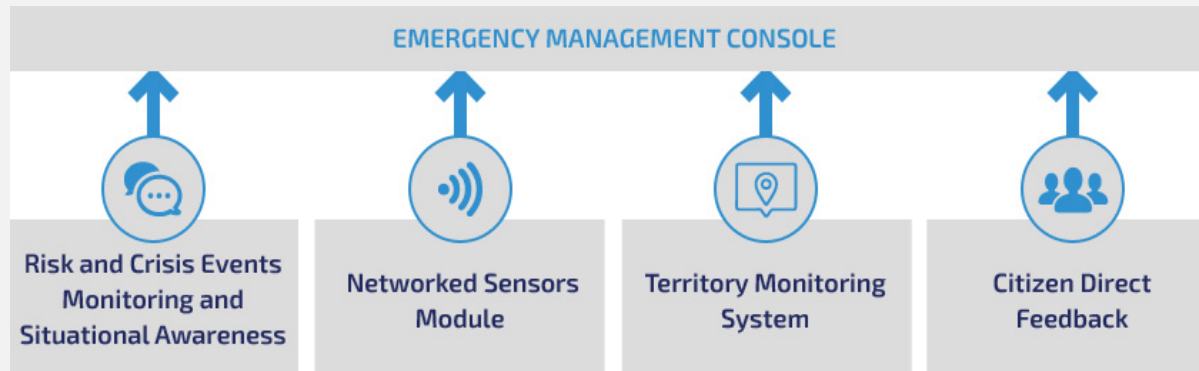 EMERGENCY MANAGEMENT CONSOLE
Risk and Crisis Events
Monitoring and
Situational Awareness
Networked Sensors
Module
Territory Monitoring
System
Citizen Direct
Feedback